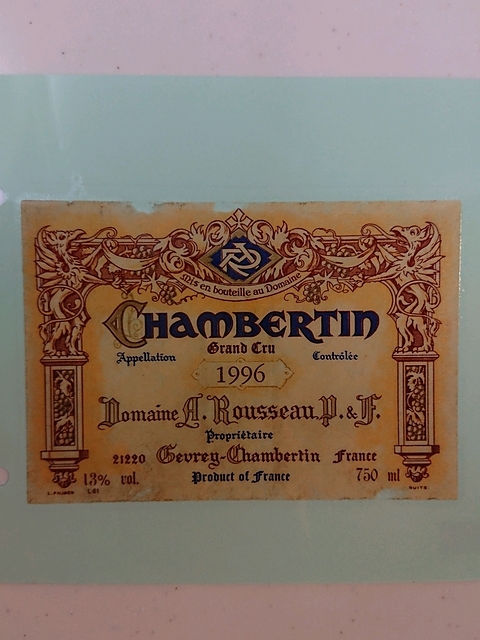 Mis en bouteille au Domaine
CHAMBERTIN
Grand Cru
Appellation Contrôlée
1996
Domaine A. Rousseau P. & F.
Propriétaire
21220 Gevrey-Chambertin France
13% vol. Product of France 750 ml
NUITS